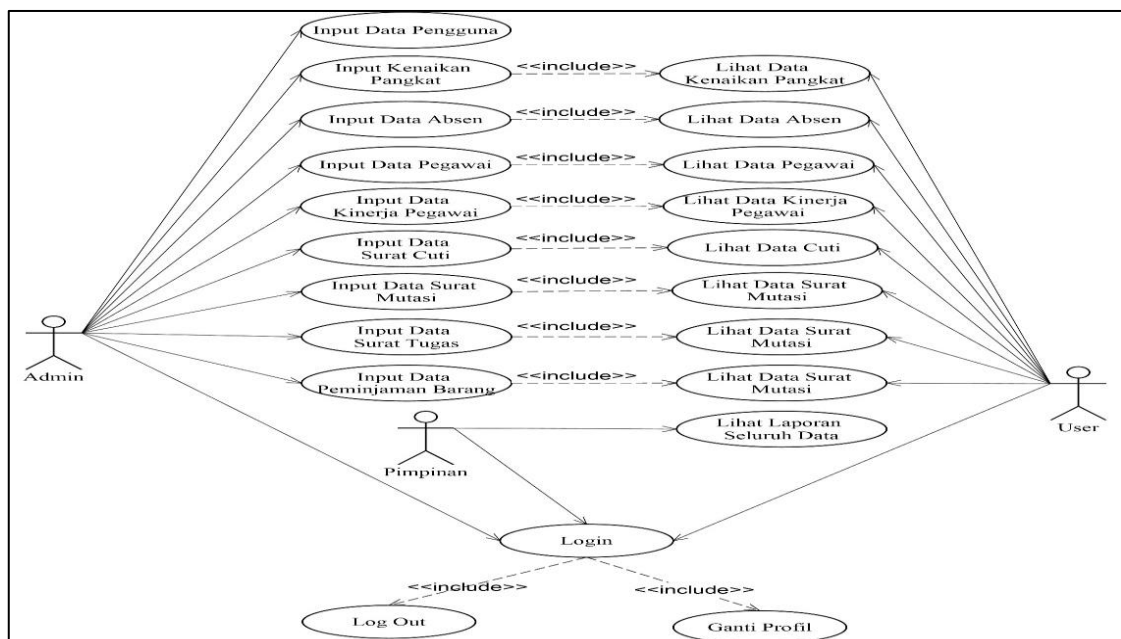 Input Data Pengguna
Input Kenaikan
Pangkat
<<include>>
Lihat Data
Kenaikan Pangkat
Input Data Absen
<<include>>
Lihat Data Absen
Input Data Pegawai
<<include>>
Lihat Data Pegawai
Input Data
Kinerja Pegawai
<<include>>
Lihat Data Kinerja
Pegawai
Input Data
Surat Cuti
<<include>>
Lihat Data Cuti
Input Data Surat
Mutasi
<<include>>
Lihat Data Surat
Mutasi
Input Data
Surat Tugas
<<include>>
Lihat Data Surat
Mutasi
Input Data
Peminjaman Barang
<<include>>
Lihat Data Surat
Mutasi
Admin
User
Pimpinan
Lihat Laporan
Seluruh Data
Login
<<include>>
<<include>>
Log Out
Ganti Profil